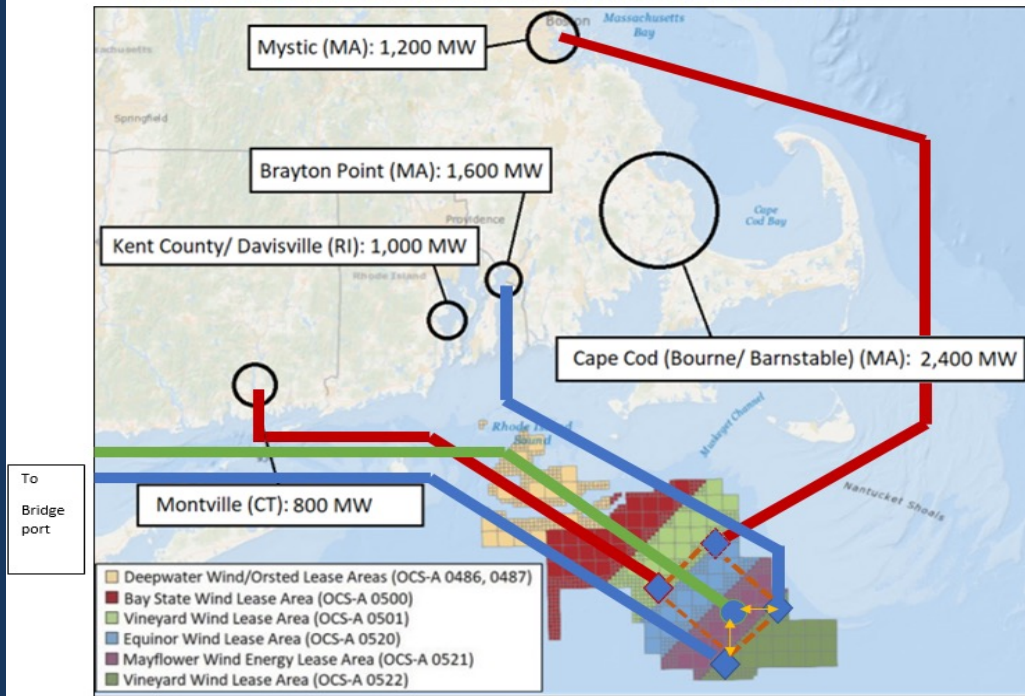 Boston
Massachusetts
Bay
Mystic (MA): 1,200 MW
Springfield
Brayton Point (MA): 1,600 MW
Providence
Cape
Cod Bay
Kent County/ Davisville (RI): 1,000 MW
Rhode Island
Cape Cod (Bourne/ Barnstable) (MA): 2,400 MW
Muskeget Channel
Rhode Island
Sound
To
Bridge
port
Montville (CT): 800 MW
Nantucket Shoals
Deepwater Wind/Orsted Lease Areas (OCS-A 0486, 0487)
Bay State Wind Lease Area (OCS-A 0500)
Vineyard Wind Lease Area (OCS-A 0501)
Equinor Wind Lease Area (OCS-A 0520)
Mayflower Wind Energy Lease Area (OCS-A 0521)
Vineyard Wind Lease Area (OCS-A 0522)